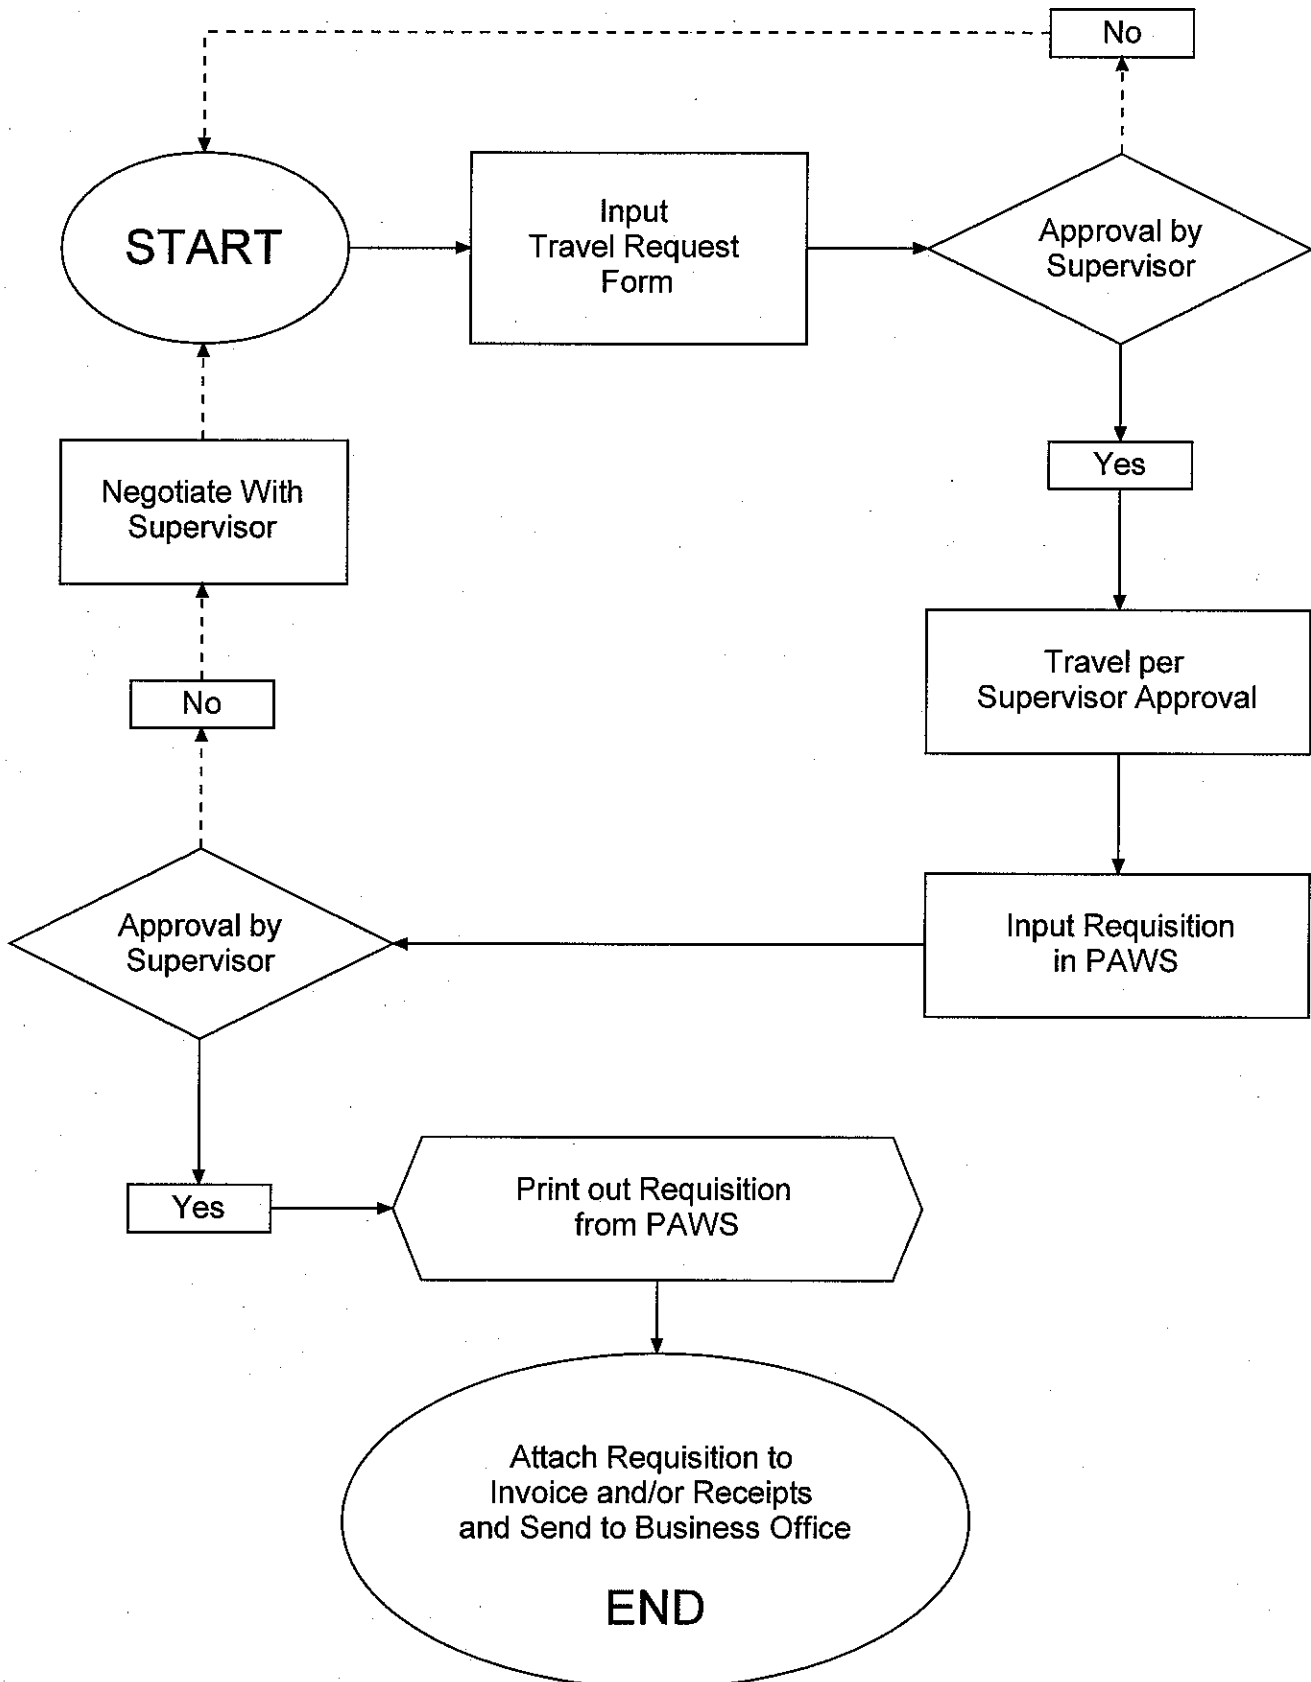 No
START
Input
Travel Request
Form
Approval by
Supervisor
Yes
Negotiate With
Supervisor
Travel per
Supervisor Approval
No
Input Requisition
in PAWS
Approval by
Supervisor
Yes
Print out Requisition
from PAWS
Attach Requisition to
Invoice and/or Receipts
and Send to Business Office
END